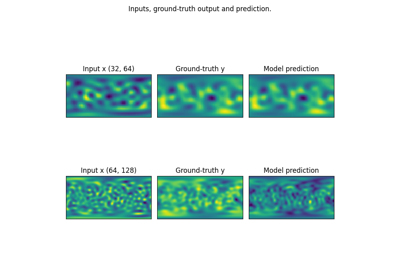 Inputs, ground-truth output and prediction.
Input x (32, 64) Ground-truth y Model prediction
Input x (64, 128) Ground-truth y Model prediction